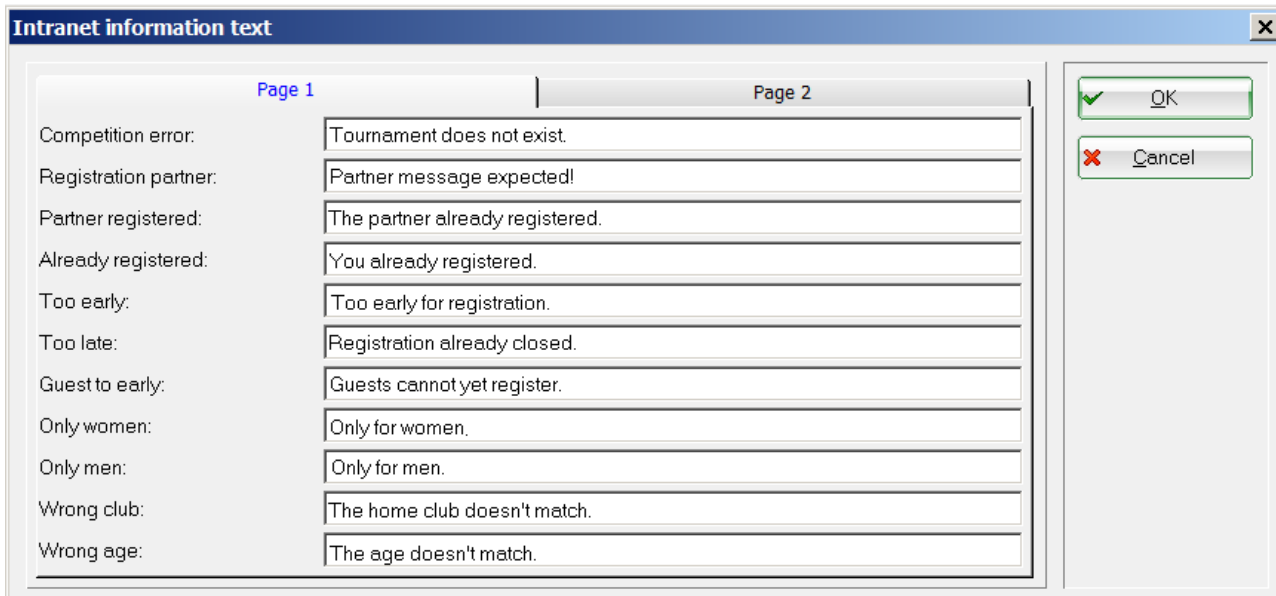 Intranet information text
Page 1 Page 2
OK
Cancel
Competition error: Tournament does not exist.
Registration partner: Partner message expected!
Partner registered: The partner already registered.
Already registered: You already registered.
Too early: Too early for registration.
Too late: Registration already closed.
Guest to early: Guests cannot yet register.
Only women: Only for women.
Only men: Only for men.
Wrong club: The home club doesn't match.
Wrong age: The age doesn't match.